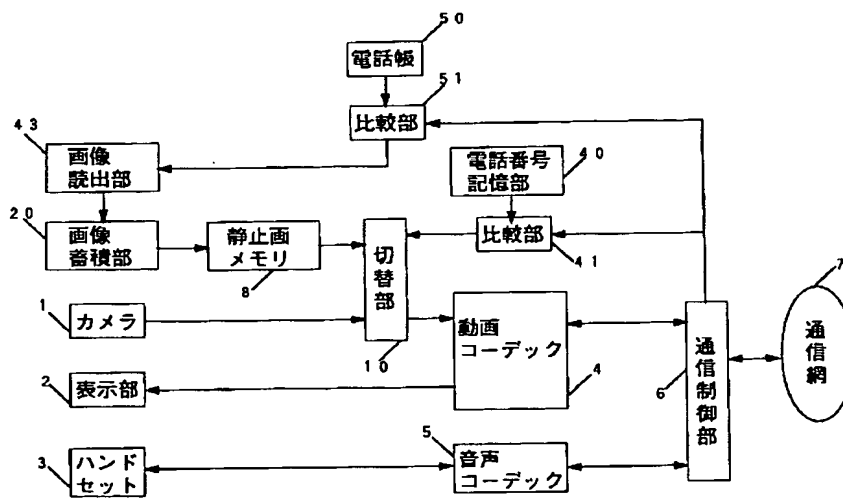 50
電話帳
51
比較部
43
画像
読出部
電話番号
記憶部
40
20
画像
蓄積部
静止画
メモリ
8
切替部
比較部
41
7
1
カメラ
動画
コーデック
通信制御部
通信網
10
4
6
2
表示部
5
3
ハンド
セット
音声
コーデック